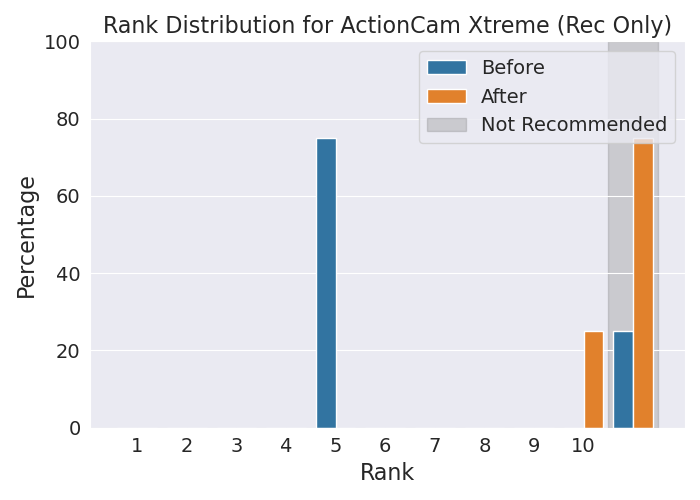 Rank Distribution for ActionCam Xtreme (Rec Only)
100
80
60
40
20
0
Percentage
Before
After
Not Recommended
1 2 3 4 5 6 7 8 9 10
Rank